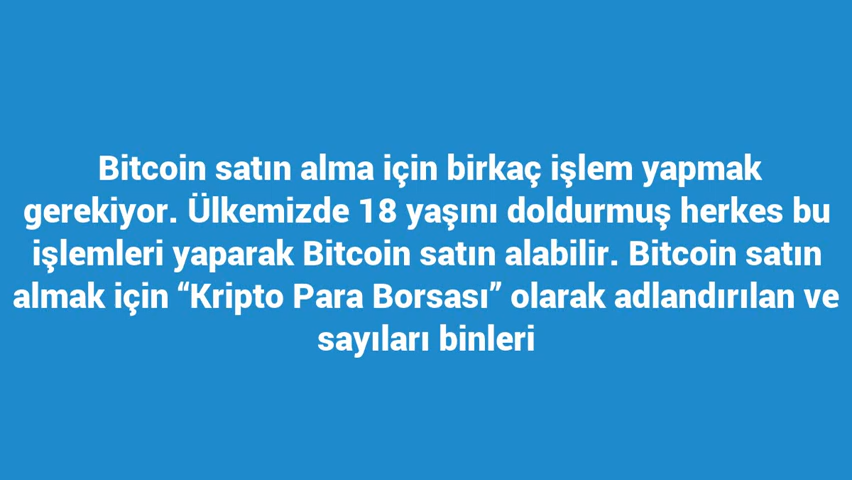 Bitcoin satın alma için birkaç işlem yapmak
gerekiyor. Ülkemizde 18 yaşını doldurmuş herkes bu
işlemleri yaparak Bitcoin satın alabilir. Bitcoin satın
almak için “Kripto Para Borsası” olarak adlandırılan ve
sayıları binleri